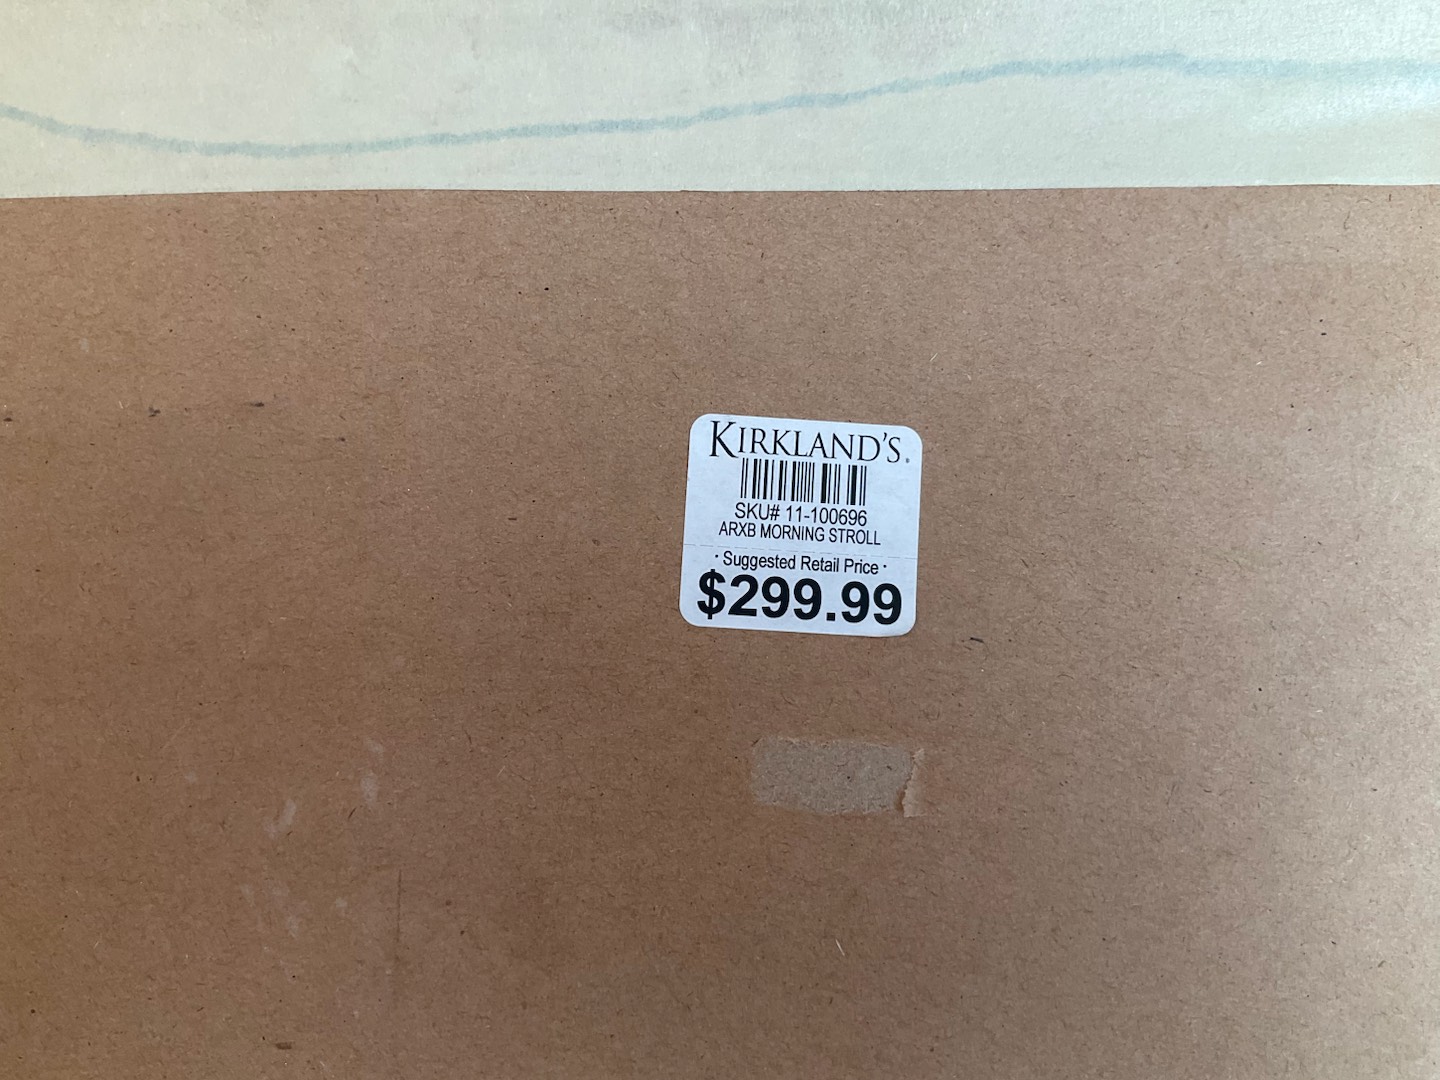 KIRKLAND'S.
SKU# 11-100696
ARXB MORNING STROLL
· Suggested Retail Price ·
$299.99